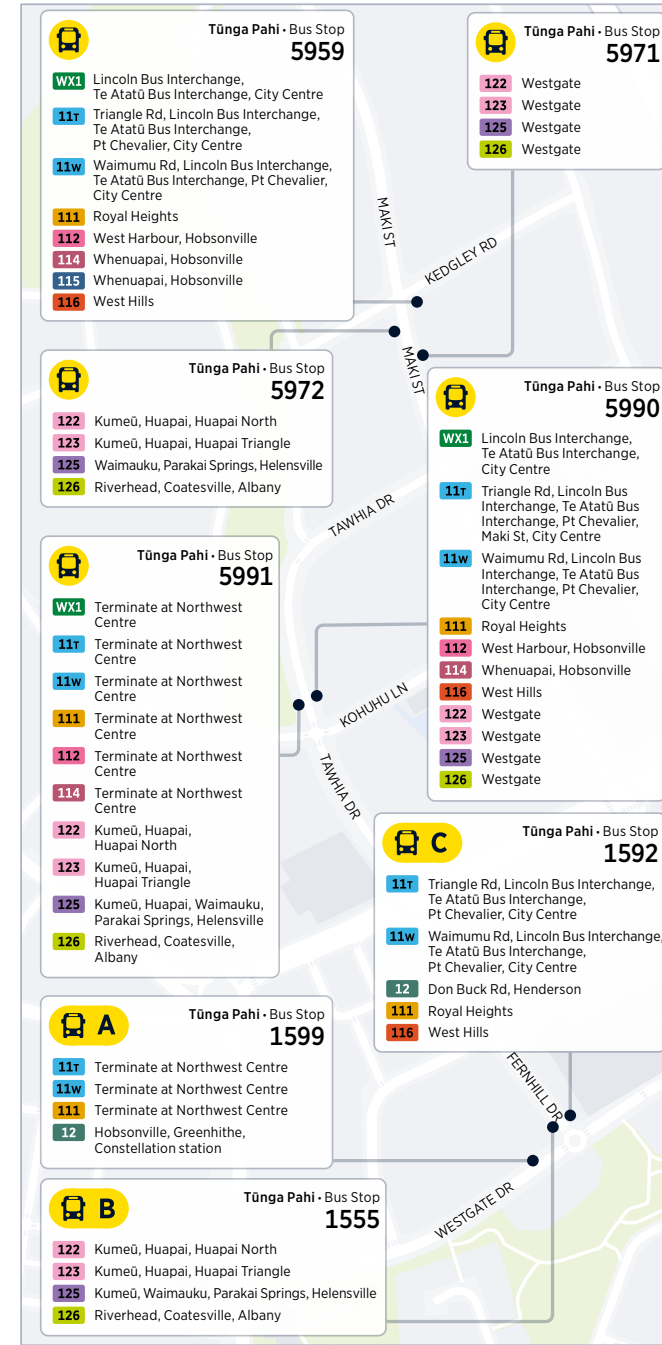 Tūnga Pahi • Bus Stop
5959
WX1 Lincoln Bus Interchange,
Te Atatū Bus Interchange, City Centre
11T Triangle Rd, Lincoln Bus Interchange,
Te Atatū Bus Interchange,
Pt Chevalier, City Centre
11W Waimumu Rd, Lincoln Bus Interchange,
Te Atatū Bus Interchange, Pt Chevalier,
City Centre
111 Royal Heights
112 West Harbour, Hobsonville
114 Whenuapai, Hobsonville
115 Whenuapai, Hobsonville
116 West Hills
Tūnga Pahi • Bus Stop
5971
122 Westgate
123 Westgate
125 Westgate
126 Westgate
MAKI ST
KEDGLEY RD
MAKI ST
Tūnga Pahi • Bus Stop
5972
122 Kumeū, Huapai, Huapai North
123 Kumeū, Huapai, Huapai Triangle
125 Waimauku, Parakai Springs, Helensville
126 Riverhead, Coatesville, Albany
Tūnga Pahi • Bus Stop
5990
WX1 Lincoln Bus Interchange,
Te Atatū Bus Interchange,
City Centre
11T Triangle Rd, Lincoln Bus
Interchange, Te Atatū Bus
Interchange, Pt Chevalier,
Maki St, City Centre
11W Waimumu Rd, Lincoln Bus
Interchange, Te Atatū Bus
Interchange, Pt Chevalier,
City Centre
111 Royal Heights
112 West Harbour, Hobsonville
114 Whenuapai, Hobsonville
116 West Hills
122 Westgate
123 Westgate
125 Westgate
126 Westgate
TAWHIA DR
Tūnga Pahi • Bus Stop
5991
WX1 Terminate at Northwest
Centre
11T Terminate at Northwest
Centre
11W Terminate at Northwest
Centre
111 Terminate at Northwest
Centre
112 Terminate at Northwest
Centre
114 Terminate at Northwest
Centre
122 Kumeū, Huapai,
Huapai North
123 Kumeū, Huapai,
Huapai Triangle
125 Kumeū, Huapai, Waimauku,
Parakai Springs, Helensville
126 Riverhead, Coatesville,
Albany
KOHUHU LN
TAWHIA DR
C
Tūnga Pahi • Bus Stop
1592
11T Triangle Rd, Lincoln Bus Interchange,
Te Atatū Bus Interchange,
Pt Chevalier, City Centre
11W Waimumu Rd, Lincoln Bus Interchange,
Te Atatū Bus Interchange,
Pt Chevalier, City Centre
12 Don Buck Rd, Henderson
111 Royal Heights
116 West Hills
A
Tūnga Pahi • Bus Stop
1599
11T Terminate at Northwest Centre
11W Terminate at Northwest Centre
111 Terminate at Northwest Centre
12 Hobsonville, Greenhithe,
Constellation station
FERNHILL DR
WESTGATE DR
B
Tūnga Pahi • Bus Stop
1555
122 Kumeū, Huapai, Huapai North
123 Kumeū, Huapai, Huapai Triangle
125 Kumeū, Waimauku, Parakai Springs, Helensville
126 Riverhead, Coatesville, Albany